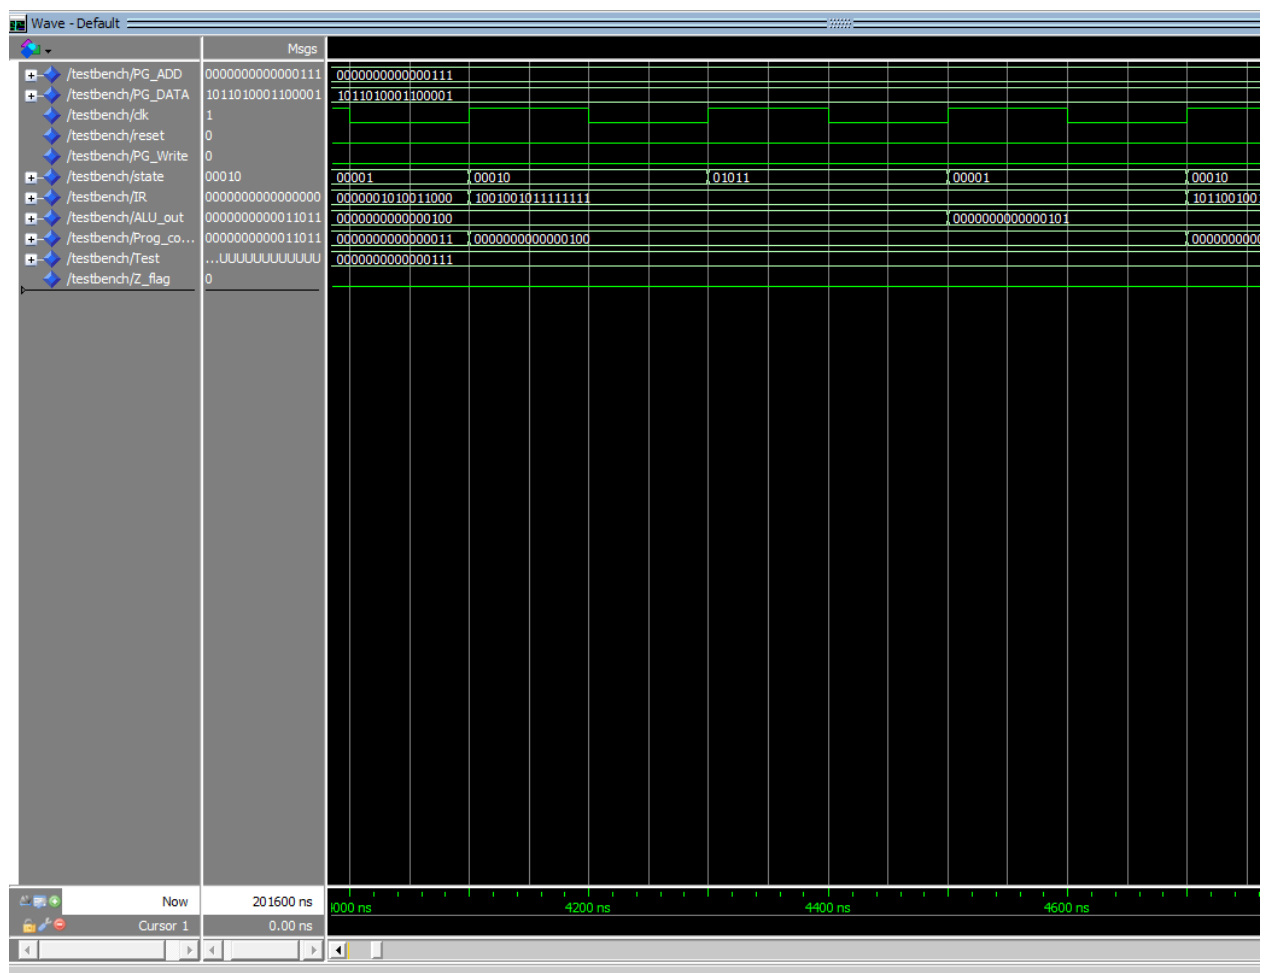 Wave - Default
Msgs
/testbench/PG_ADD 0000000000000111 0000000000000111
/testbench/PG_DATA 1011010001100001 1011010001100001
/testbench/clk 1
/testbench/reset 0
/testbench/PG_Write 0
/testbench/state 00010 00001 00010 01011 00001 00010
/testbench/IR 0000000000000000 0000001010011000 1001001011111111 101100100
/testbench/ALU_out 0000000000011011 0000000000000100 0000000000000101
/testbench/Prog_co... 0000000000011011 0000000000000011 0000000000000100 0000000000
/testbench/Test ...UUUUUUUUUUUU 0000000000000111
/testbench/Z_flag 0
Now 201600 ns 4000 ns 4200 ns 4400 ns 4600 ns
Cursor 1 0.00 ns